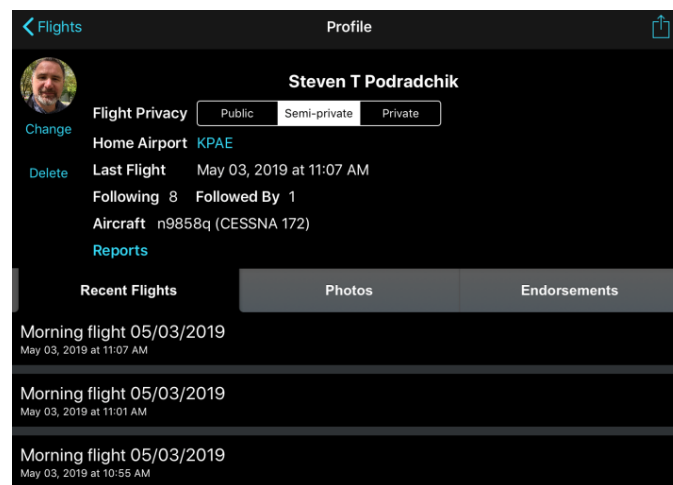 Flights
Profile
Steven T Podradchik
Change
Delete
Flight Privacy Public Semi-private Private
Home Airport KPAE
Last Flight May 03, 2019 at 11:07 AM
Following 8 Followed By 1
Aircraft n9858q (CESSNA 172)
Reports
Recent Flights Photos Endorsements
Morning flight 05/03/2019
May 03, 2019 at 11:07 AM
Morning flight 05/03/2019
May 03, 2019 at 11:01 AM
Morning flight 05/03/2019
May 03, 2019 at 10:55 AM